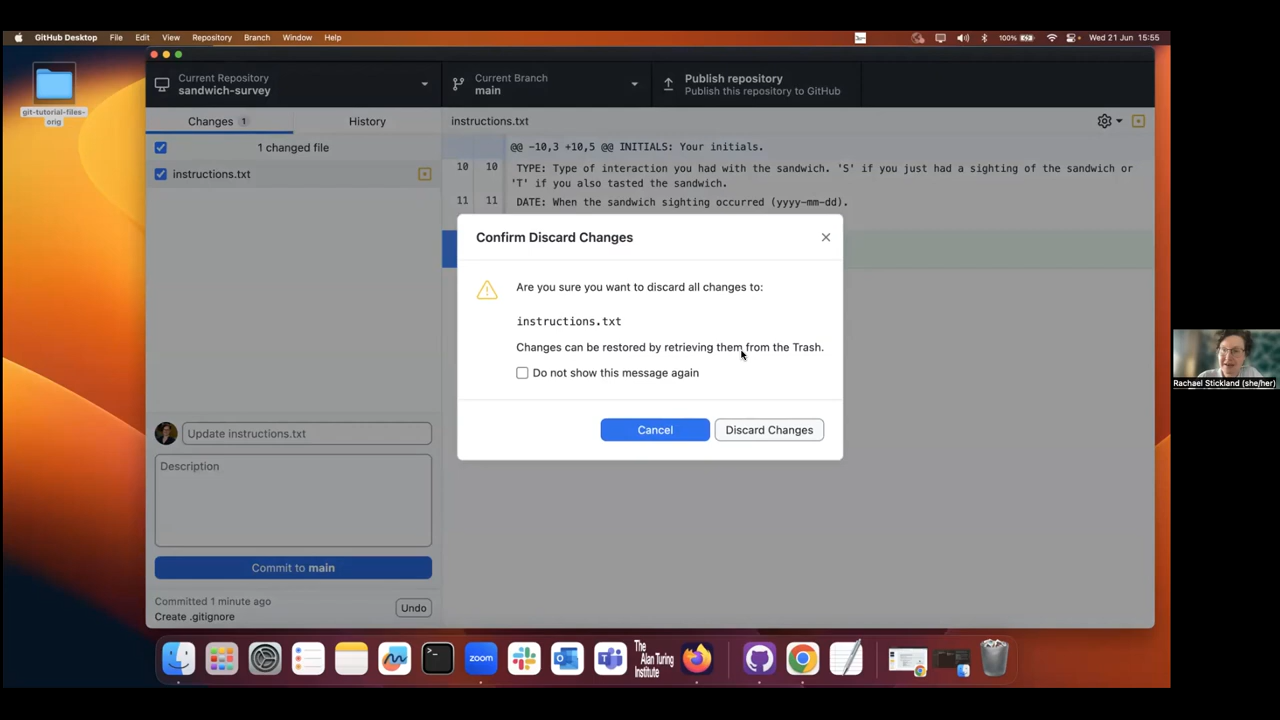 GitHub Desktop File Edit View Repository Branch Window Help
100% Wed 21 Jun 15:55
git-tutorial-files-orig
Current Repository
sandwich-survey
Current Branch
main
Publish repository
Publish this repository to GitHub
Changes 1
History
instructions.txt
1 changed file
instructions.txt
@@ -10,3 +10,5 @@ INITIALS: Your initials.
10 10 TYPE: Type of interaction you had with the sandwich. 'S' if you just had a sighting of the sandwich or
'T' if you also tasted the sandwich.
11 11 DATE: When the sandwich sighting occurred (yyyy-mm-dd).
Confirm Discard Changes
Are you sure you want to discard all changes to:
instructions.txt
Changes can be restored by retrieving them from the Trash.
Do not show this message again
Cancel
Discard Changes
Update instructions.txt
Description
Commit to main
Committed 1 minute ago
Create .gitignore
Undo
zoom
The
Alan Turing
Institute
Rachael Stickland (she/her)